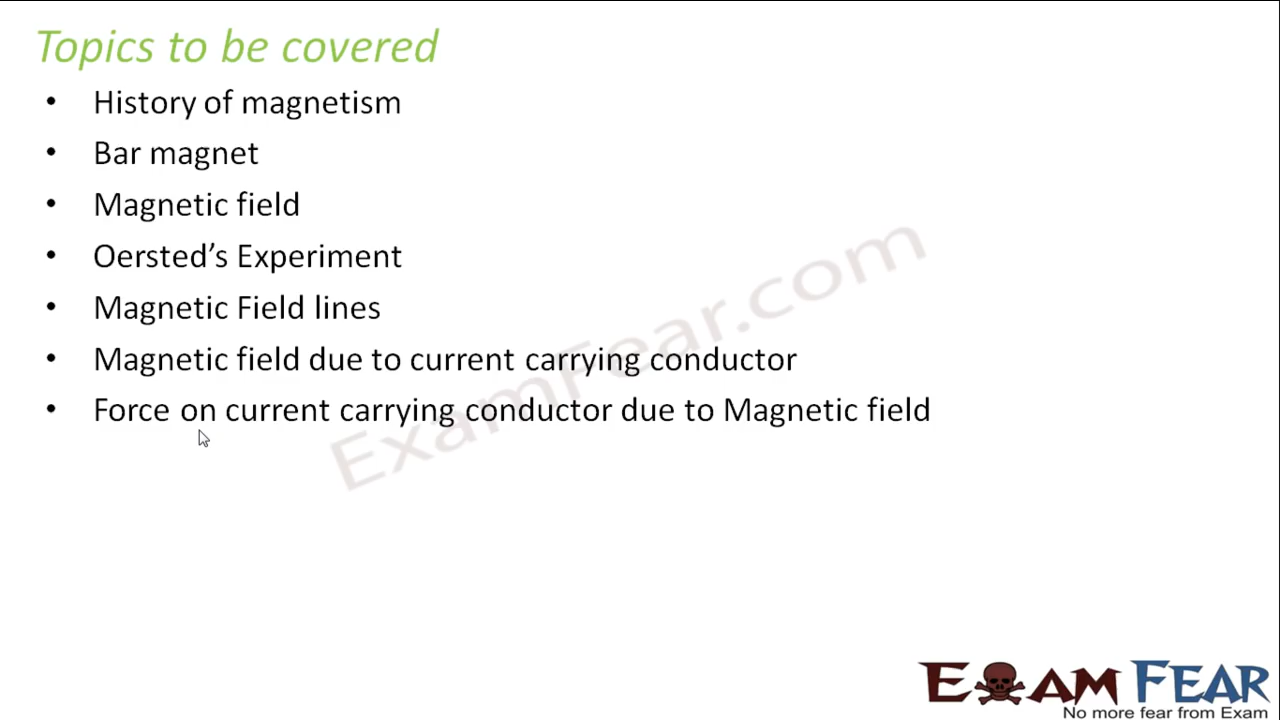 Topics to be covered
• History of magnetism
• Bar magnet
• Magnetic field
• Oersted’s Experiment
• Magnetic Field lines
• Magnetic field due to current carrying conductor
• Force on current carrying conductor due to Magnetic field
ExamFear.com
EXAM FEAR
No more fear from Exam